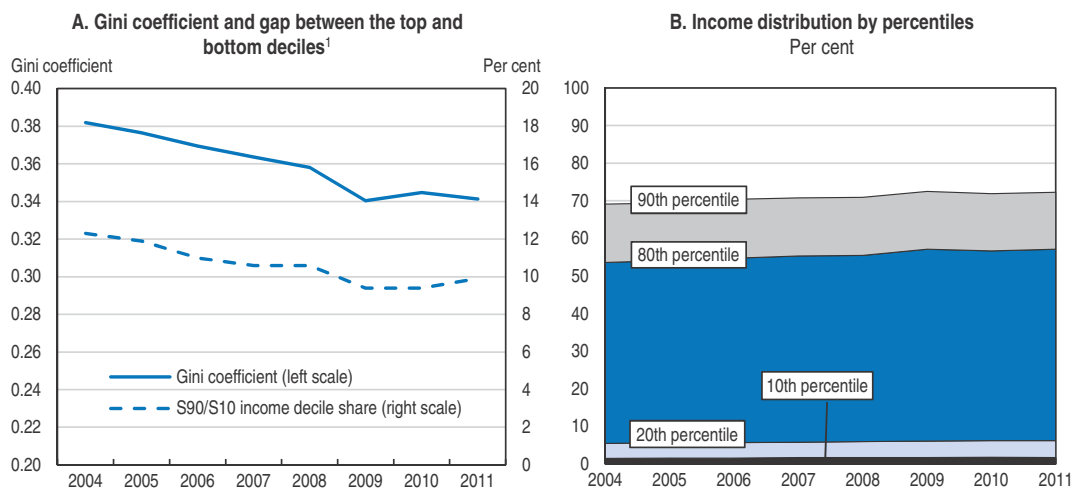 A. Gini coefficient and gap between the top and
bottom deciles¹
Gini coefficient
Per cent
0.40
0.38
0.36
0.34
0.32
0.30
0.28
0.26
0.24
0.22
0.20
20
18
16
14
12
10
8
6
4
2
0
Gini coefficient (left scale)
S90/S10 income decile share (right scale)
2004 2005 2006 2007 2008 2009 2010 2011
B. Income distribution by percentiles
Per cent
100
90
80
70
60
50
40
30
20
10
0
90th percentile
80th percentile
10th percentile
20th percentile
2004 2005 2006 2007 2008 2009 2010 2011